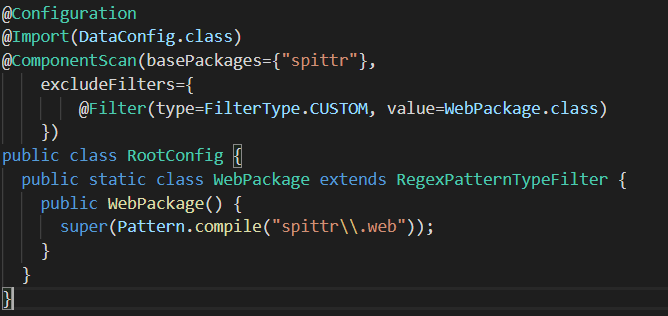 @Configuration
@Import(DataConfig.class)
@ComponentScan(basePackages={"spittr"},
    excludeFilters={
        @Filter(type=FilterType.CUSTOM, value=WebPackage.class)
    })
public class RootConfig {
  public static class WebPackage extends RegexPatternTypeFilter {
    public WebPackage() {
      super(Pattern.compile("spittr\\.web"));
    }
  }
}